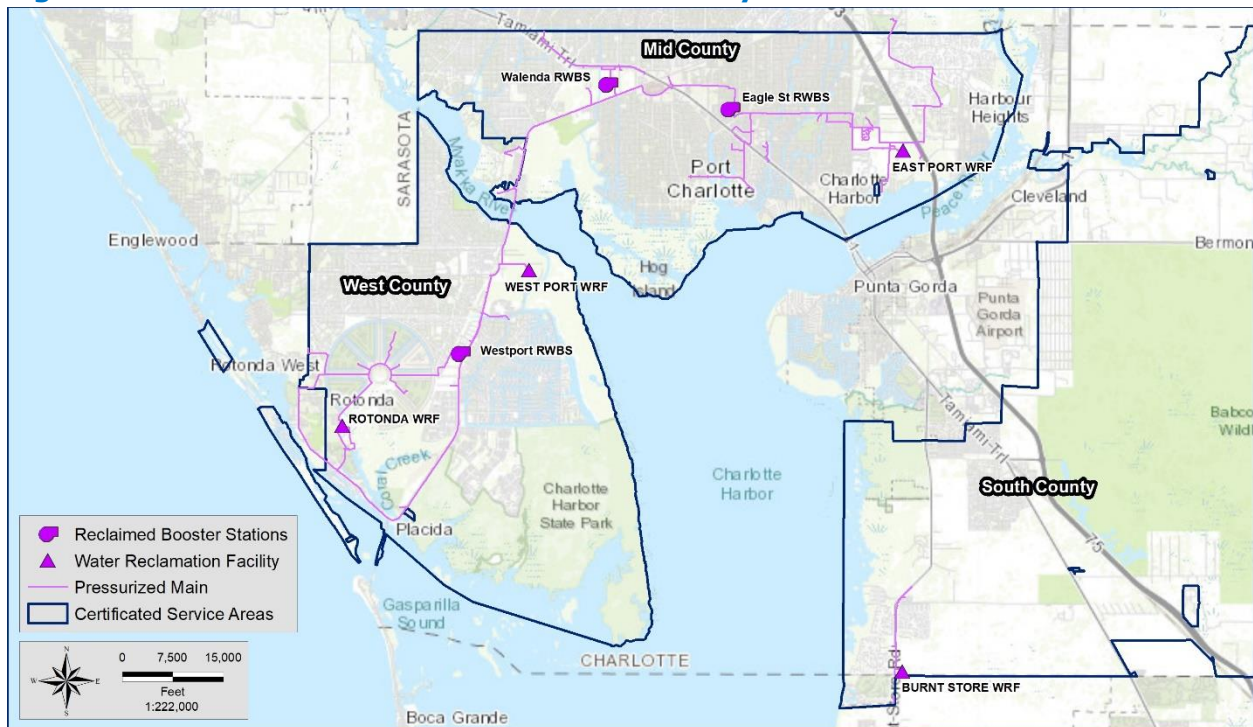 Tamiami Trl
Mid County
Walenda RWBS
Eagle St RWBS
Harbour
Heights
SARASOTA
Myakka River
Port
Charlotte
EAST PORT WRF
Charlotte
Harbor
Peace
Cleveland
Englewood
Bermon
Hog
Island
WEST PORT WRF
West County
Punta Gorda
Punta
Gorda
Airport
Westport RWBS
Rotonda West
Rotonda
ROTONDA WRF
Tamiami-Trl
Babco
Wildl
Coral Creek
Charlotte
Harbor
Charlotte
Harbor
State Park
South County
Placida
75
Reclaimed Booster Stations
Water Reclamation Facility
Pressurized Main
Certificated Service Areas
Gasparilla
Sound
N
W
E
S
0 7,500 15,000
Feet
1:222,000
CHARLOTTE
t-Store Rd
BURNT STORE WRF
Boca Grande